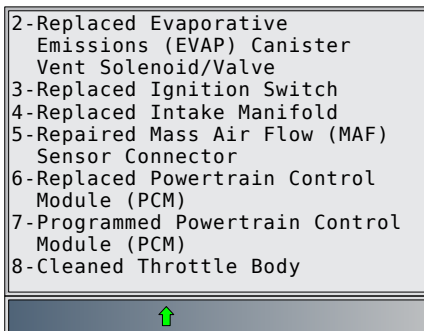 2-Replaced Evaporative
Emissions (EVAP) Canister
Vent Solenoid/Valve
3-Replaced Ignition Switch
4-Replaced Intake Manifold
5-Repaired Mass Air Flow (MAF)
Sensor Connector
6-Replaced Powertrain Control
Module (PCM)
7-Programmed Powertrain Control
Module (PCM)
8-Cleaned Throttle Body